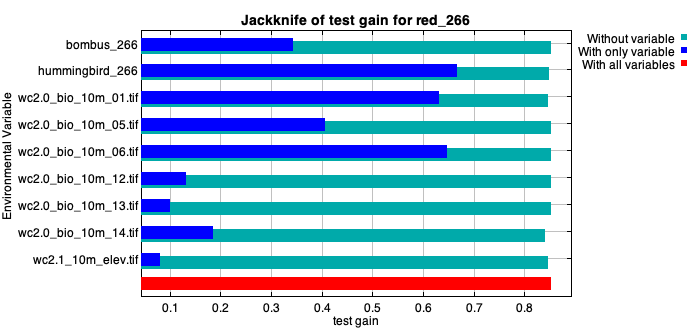 Jackknife of test gain for red_266
Without variable
With only variable
With all variables
Environmental Variable
bombus_266
hummingbird_266
wc2.0_bio_10m_01.tif
wc2.0_bio_10m_05.tif
wc2.0_bio_10m_06.tif
wc2.0_bio_10m_12.tif
wc2.0_bio_10m_13.tif
wc2.0_bio_10m_14.tif
wc2.1_10m_elev.tif
0.1 0.2 0.3 0.4 0.5 0.6 0.7 0.8
test gain